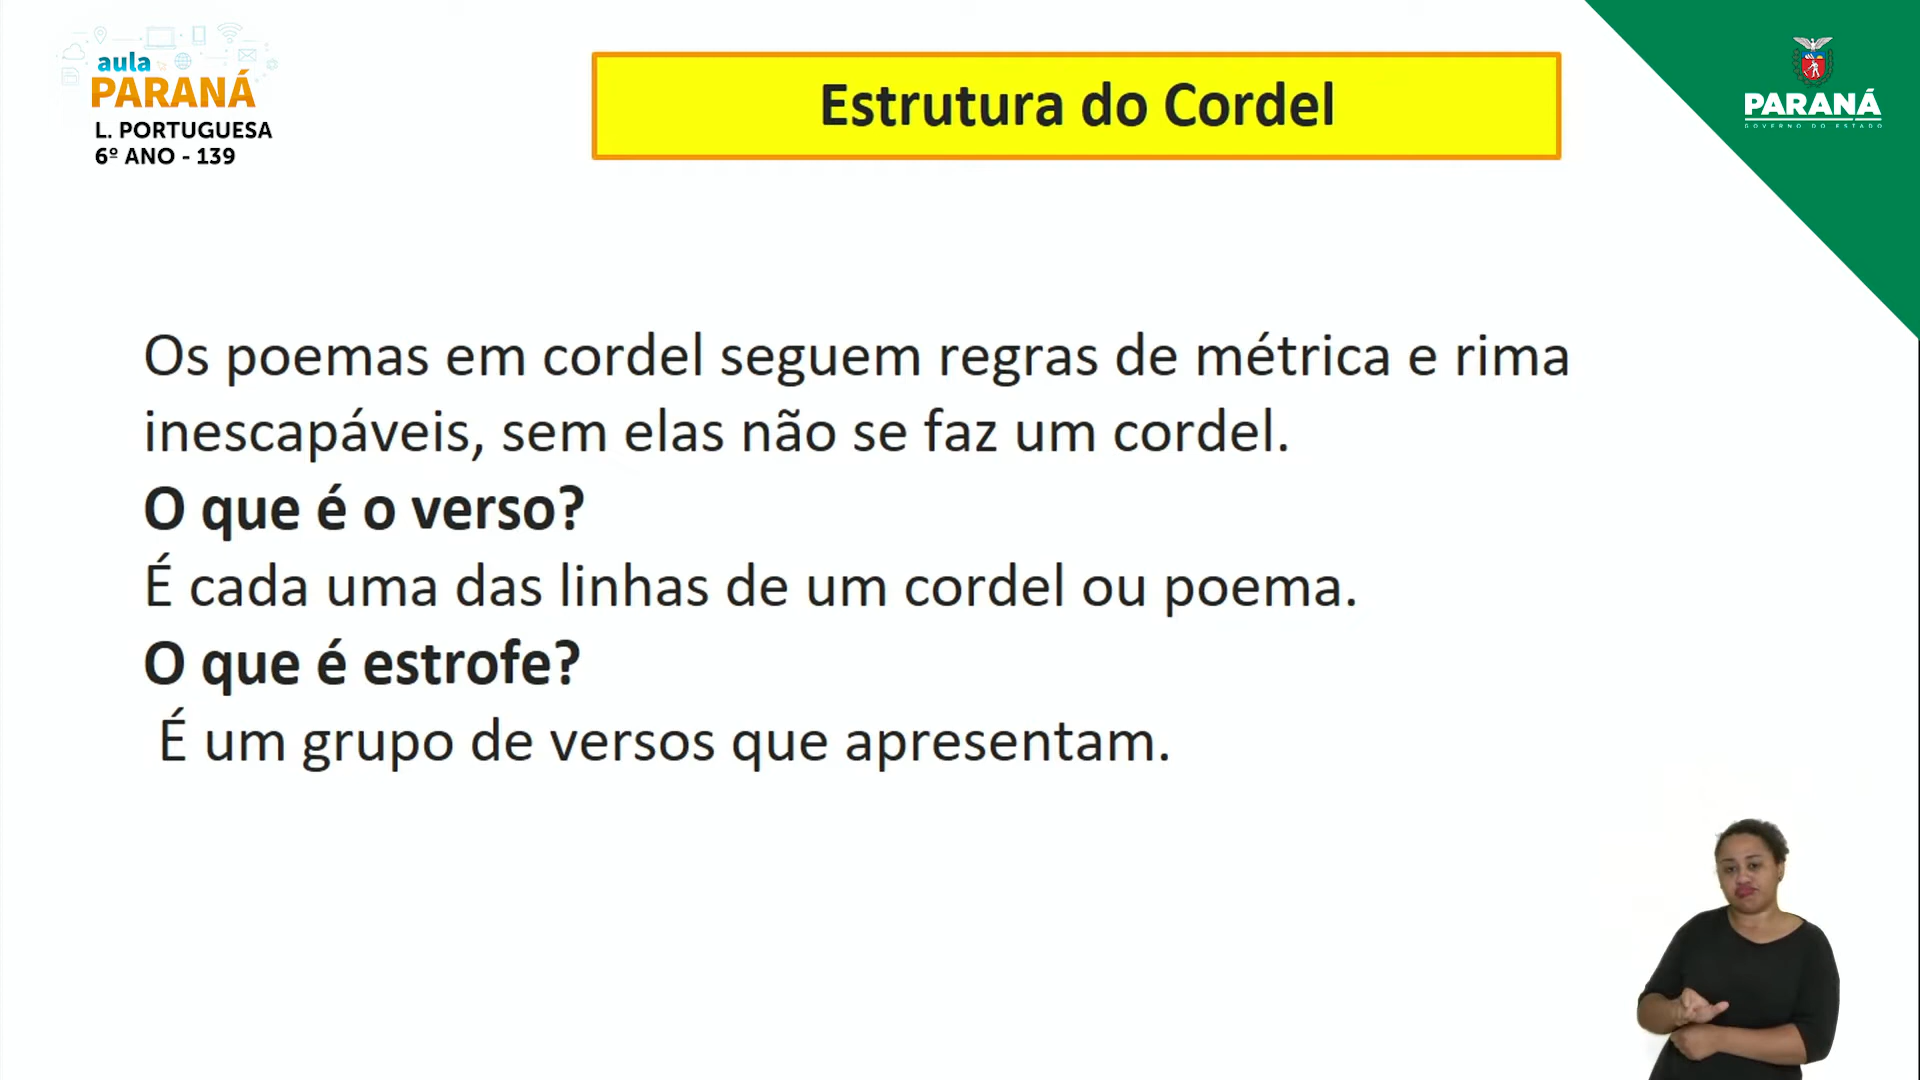 aula
PARANÁ
L. PORTUGUESA
6º ANO - 139
Estrutura do Cordel
PARANÁ
GOVERNO DO ESTADO
Os poemas em cordel seguem regras de métrica e rima
inescapáveis, sem elas não se faz um cordel.
O que é o verso?
É cada uma das linhas de um cordel ou poema.
O que é estrofe?
É um grupo de versos que apresentam.